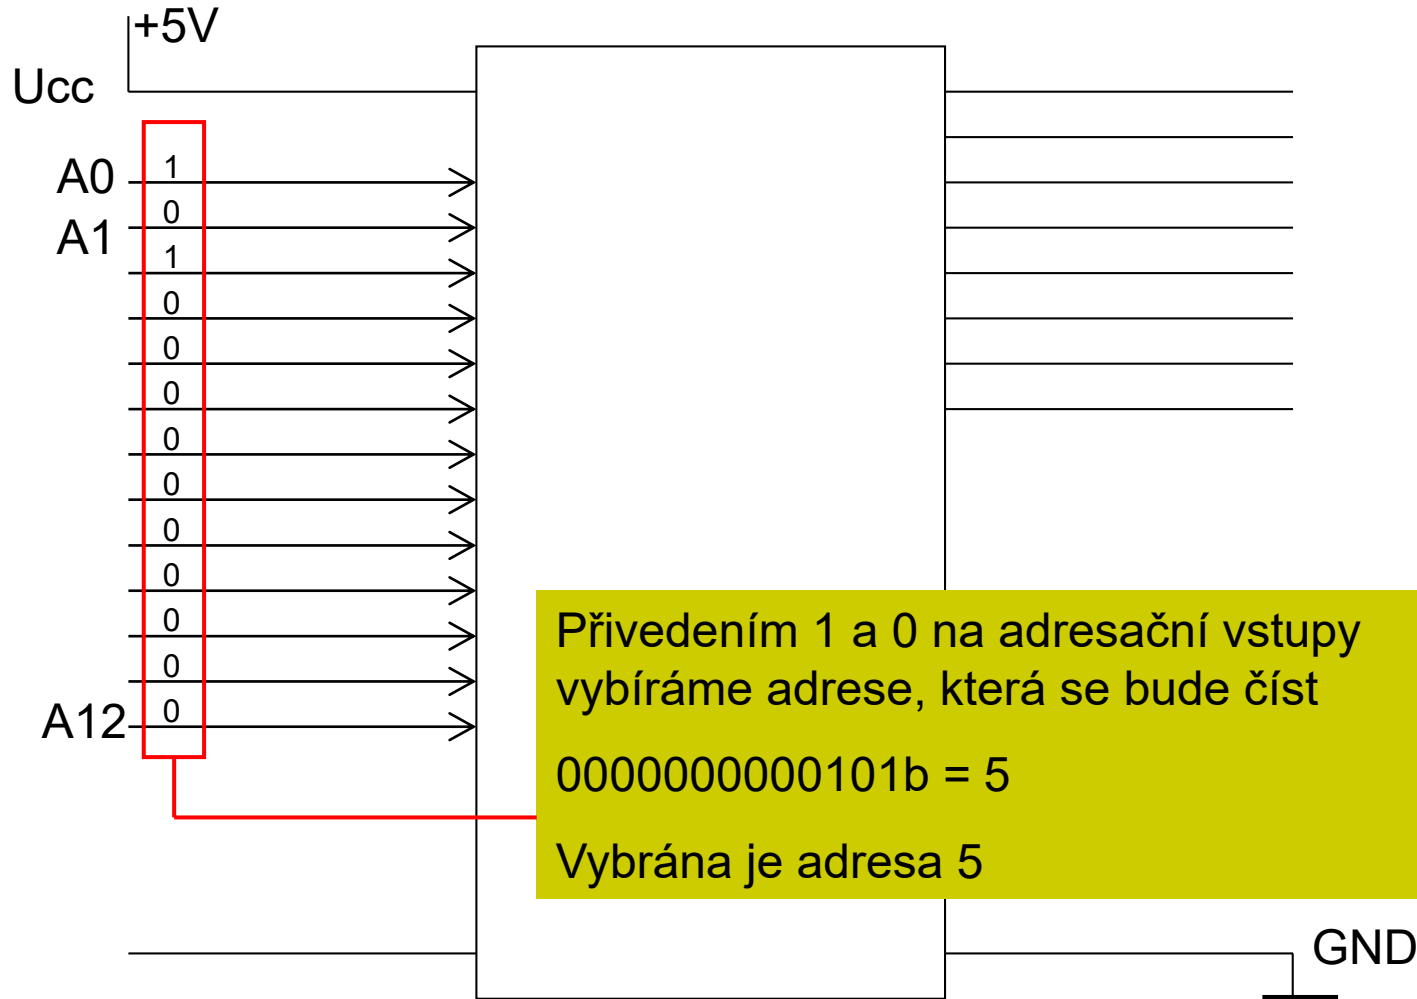 +5V
Ucc
A0
1
0
A1
1
0
0
0
0
0
0
0
0
0
A12
0
Přivedením 1 a 0 na adresační vstupy
vybíráme adrese, která se bude číst
0000000000101b = 5
Vybrána je adresa 5
GND